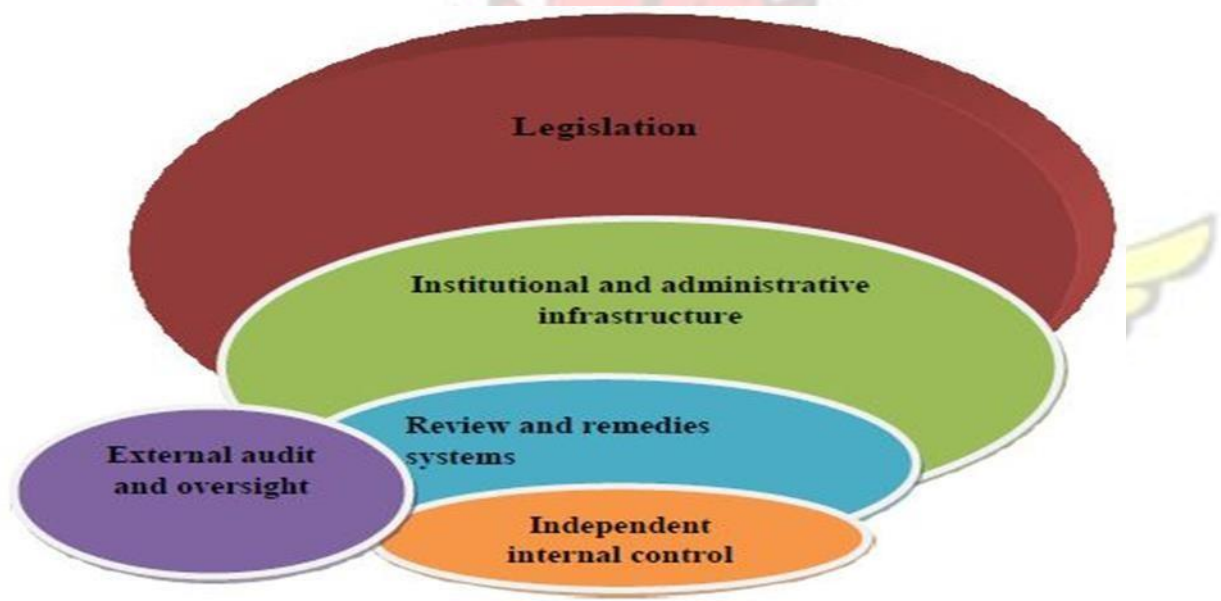 Legislation
Institutional and administrative
infrastructure
Review and remedies
systems
External audit
and oversight
Independent
internal control